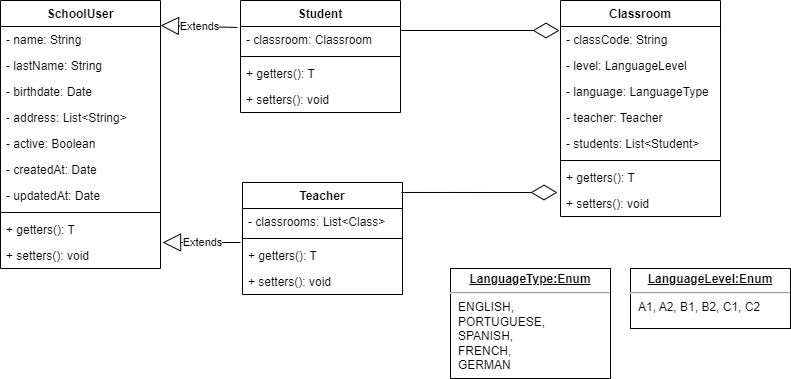 SchoolUser
- name: String
- lastName: String
- birthdate: Date
- address: List<String>
- active: Boolean
- createdAt: Date
- updatedAt: Date
+ getters(): T
+ setters(): void
Extends
Student
- classroom: Classroom
+ getters(): T
+ setters(): void
Classroom
- classCode: String
- level: LanguageLevel
- language: LanguageType
- teacher: Teacher
- students: List<Student>
+ getters(): T
+ setters(): void
Extends
Teacher
- classrooms: List<Class>
+ getters(): T
+ setters(): void
LanguageType:Enum
ENGLISH,
PORTUGUESE,
SPANISH,
FRENCH,
GERMAN
LanguageLevel:Enum
A1, A2, B1, B2, C1, C2